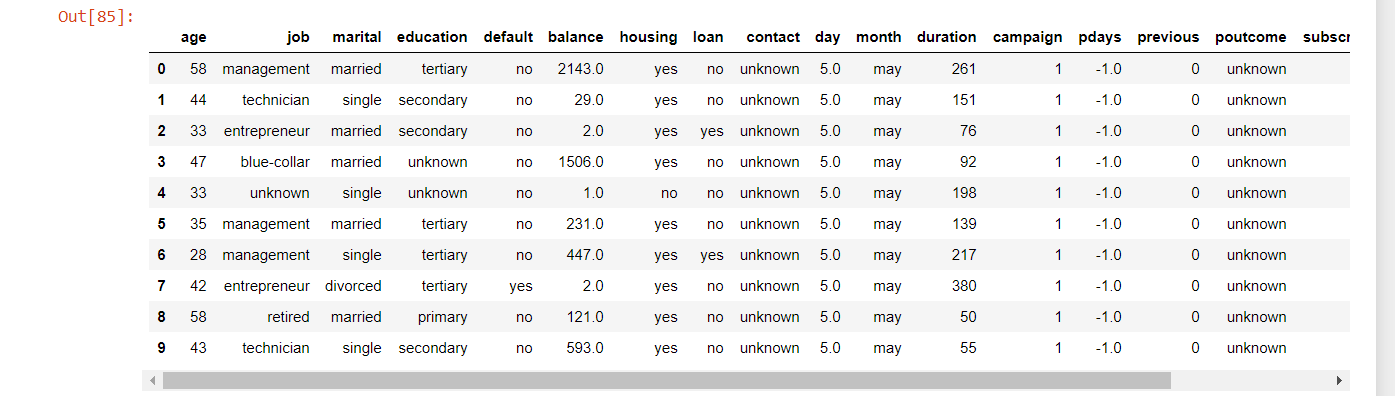 Out[85]:
age job marital education default balance housing loan contact day month duration campaign pdays previous poutcome subscr
0 58 management married tertiary no 2143.0 yes no unknown 5.0 may 261 1 -1.0 0 unknown
1 44 technician single secondary no 29.0 yes no unknown 5.0 may 151 1 -1.0 0 unknown
2 33 entrepreneur married secondary no 2.0 yes yes unknown 5.0 may 76 1 -1.0 0 unknown
3 47 blue-collar married unknown no 1506.0 yes no unknown 5.0 may 92 1 -1.0 0 unknown
4 33 unknown single unknown no 1.0 no no unknown 5.0 may 198 1 -1.0 0 unknown
5 35 management married tertiary no 231.0 yes no unknown 5.0 may 139 1 -1.0 0 unknown
6 28 management single tertiary no 447.0 yes yes unknown 5.0 may 217 1 -1.0 0 unknown
7 42 entrepreneur divorced tertiary yes 2.0 yes no unknown 5.0 may 380 1 -1.0 0 unknown
8 58 retired married primary no 121.0 yes no unknown 5.0 may 50 1 -1.0 0 unknown
9 43 technician single secondary no 593.0 yes no unknown 5.0 may 55 1 -1.0 0 unknown